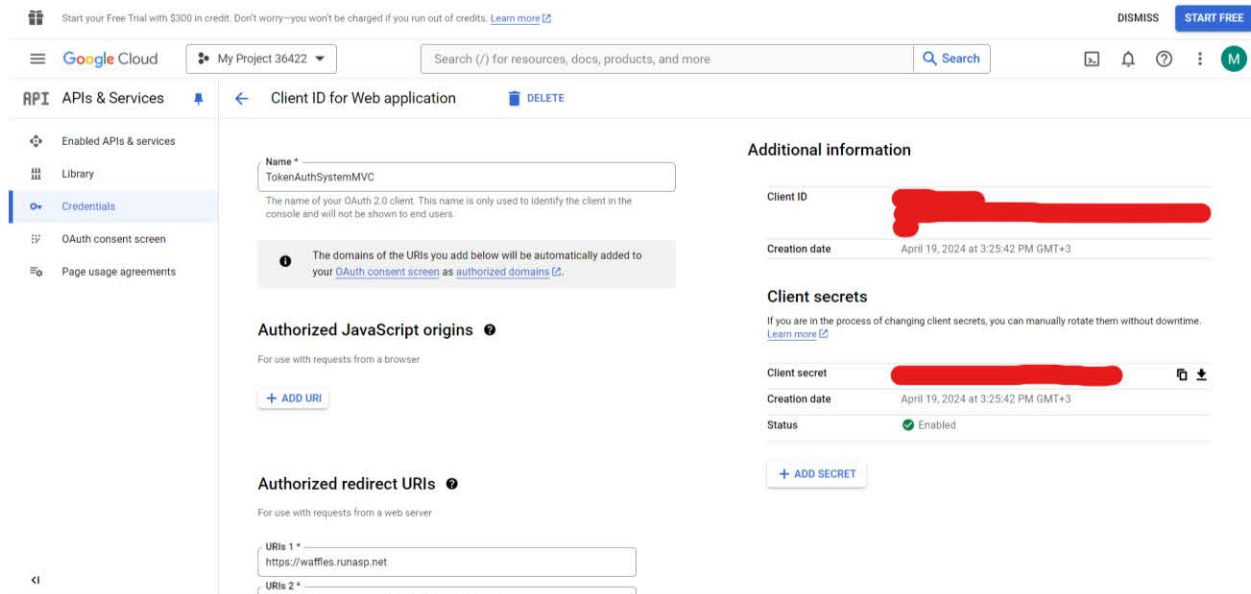 Start your Free Trial with $300 in credit. Don't worry—you won't be charged if you run out of credits. Learn more
DISMISS
START FREE
Google Cloud
My Project 36422
Search (/) for resources, docs, products, and more
Search
M
API APIs & Services
Client ID for Web application
DELETE
Enabled APIs & services
Library
Credentials
OAuth consent screen
Page usage agreements
Name *
TokenAuthSystemMVC
The name of your OAuth 2.0 client. This name is only used to identify the client in the
console and will not be shown to end users.
The domains of the URIs you add below will be automatically added to
your OAuth consent screen as authorized domains.
Authorized JavaScript origins
For use with requests from a browser
+ ADD URI
Authorized redirect URIs
For use with requests from a web server
URIs 1 *
https://waffles.runasp.net
URIs 2 *
Additional information
Client ID
Creation date April 19, 2024 at 3:25:42 PM GMT+3
Client secrets
If you are in the process of changing client secrets, you can manually rotate them without downtime.
Learn more
Client secret
Creation date April 19, 2024 at 3:25:42 PM GMT+3
Status Enabled
+ ADD SECRET